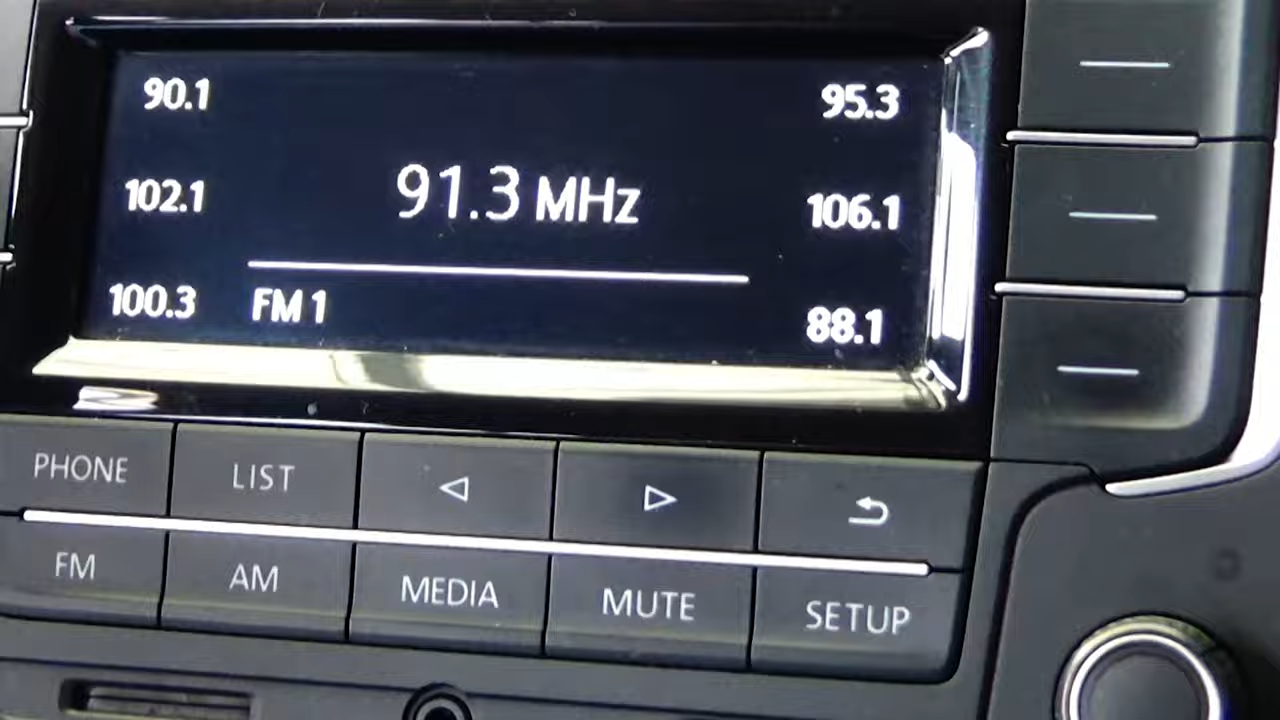 90.1
95.3
102.1
91.3 MHz
106.1
100.3
FM 1
88.1
PHONE
LIST
FM
AM
MEDIA
MUTE
SETUP